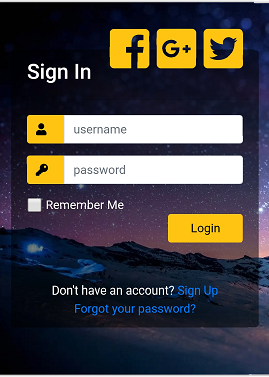 Sign In
f
G+
username
password
Remember Me
Login
Don't have an account? Sign Up
Forgot your password?